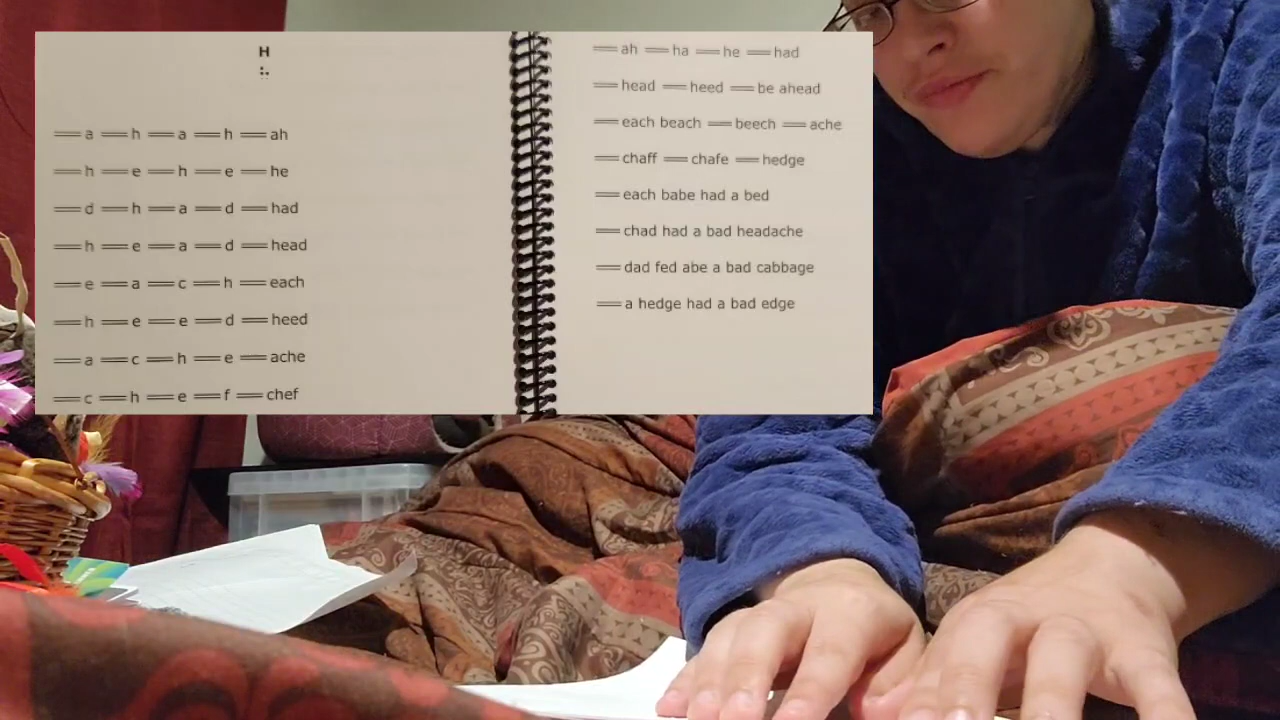 H
a h a h ah
h e h e he
d h a d had
h e a d head
e a c h each
h e e d heed
a c h e ache
c h e f chef
ah ha he had
head heed be ahead
each beach beech ache
chaff chafe hedge
each babe had a bed
chad had a bad headache
dad fed abe a bad cabbage
a hedge had a bad edge